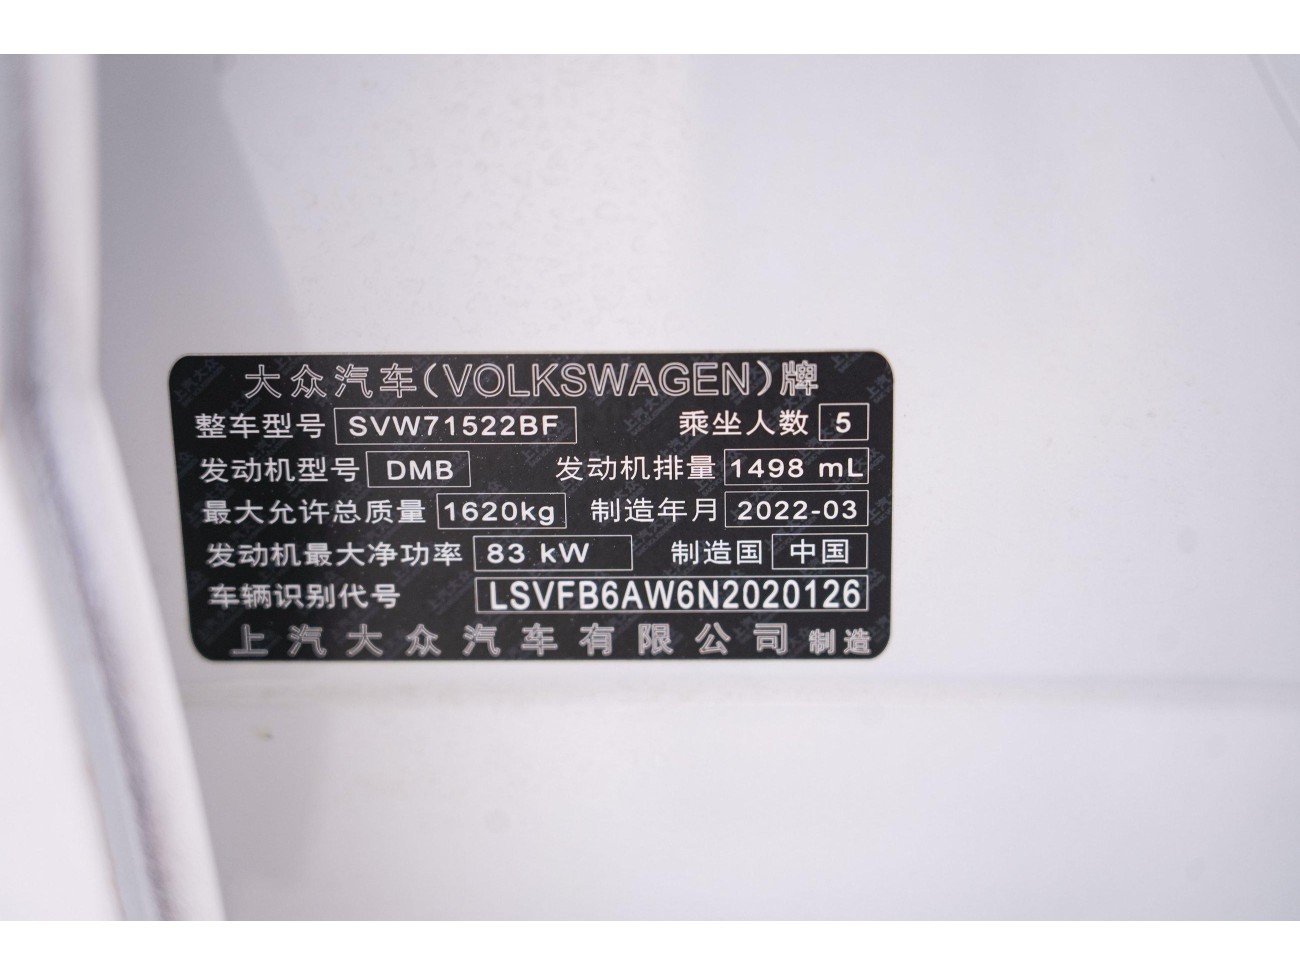 大众汽车(VOLKSWAGEN)牌
整车型号 SVW71522BF 乘坐人数 5
发动机型号 DMB 发动机排量 1498 mL
最大允许总质量 1620kg 制造年月 2022-03
发动机最大净功率 83 kW 制造国 中国
车辆识别代号 LSVFB6AW6N2020126
上汽大众汽车有限公司制造